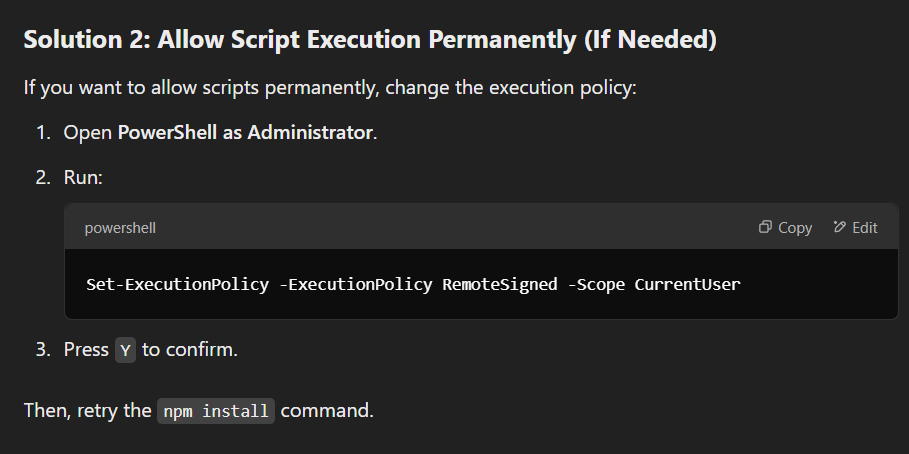 Solution 2: Allow Script Execution Permanently (If Needed)
If you want to allow scripts permanently, change the execution policy:
1. Open PowerShell as Administrator.
2. Run:
powershell Copy Edit
Set-ExecutionPolicy -ExecutionPolicy RemoteSigned -Scope CurrentUser
3. Press Y to confirm.
Then, retry the npm install command.